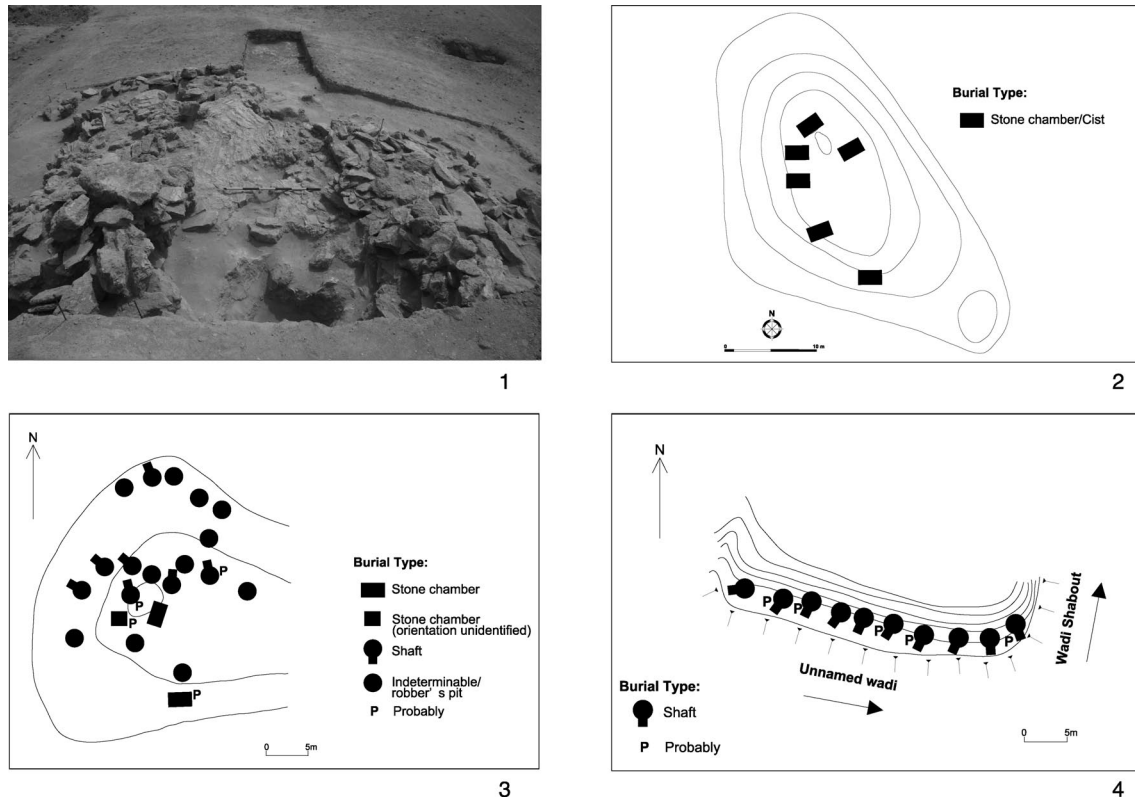 1
Burial Type:
Stone chamber/Cist
0
10 m
2
N
P
P
P
P
Burial Type:
Stone chamber
Stone chamber
(orientation unidentified)
Shaft
Indeterminable/
robber' s pit
P Probably
0 5m
3
N
P P P P P
Unnamed wadi
Wadi Shabout
Burial Type:
Shaft
P Probably
0 5m
4